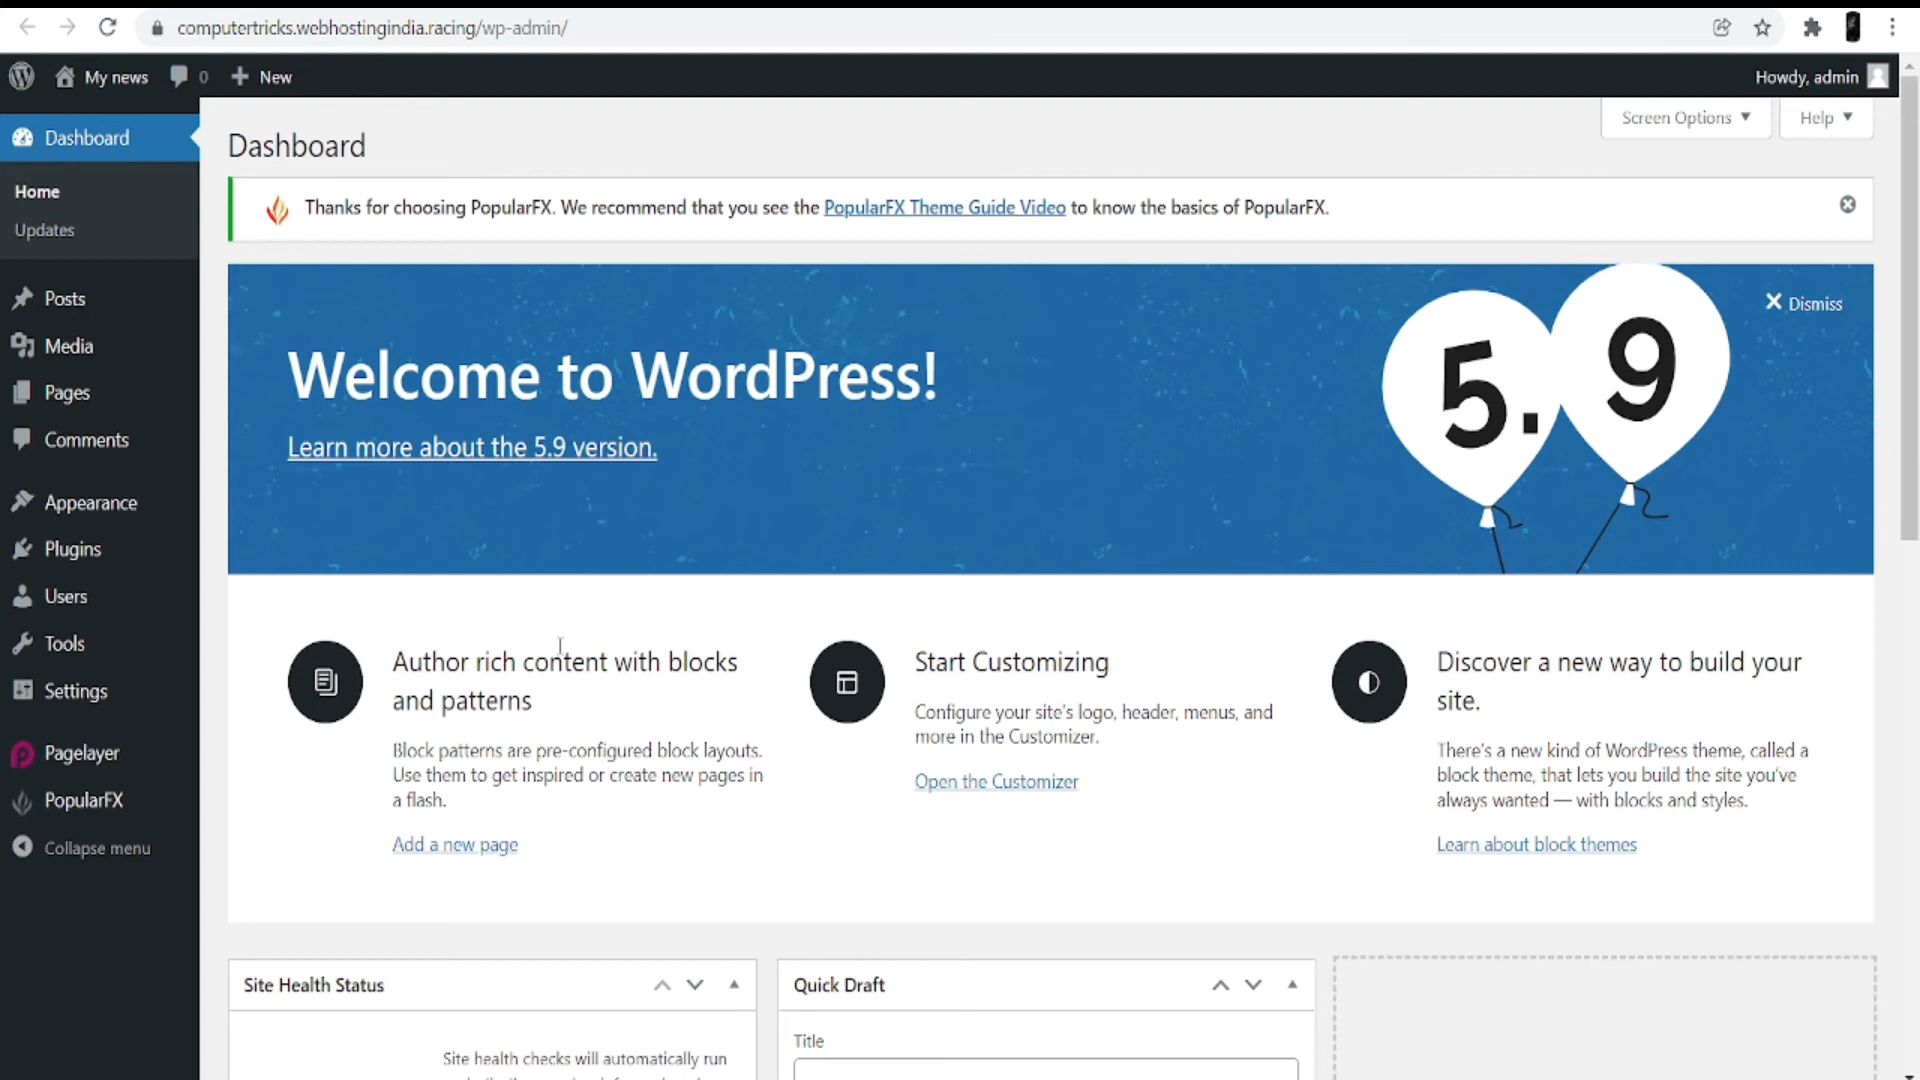 computertricks.webhostingindia.racing/wp-admin/
My news
0
New
Howdy, admin
Dashboard
Home
Updates
Posts
Media
Pages
Comments
Appearance
Plugins
Users
Tools
Settings
Pagelayer
PopularFX
Collapse menu
Screen Options
Help
Dashboard
Thanks for choosing PopularFX. We recommend that you see the PopularFX Theme Guide Video to know the basics of PopularFX.
Welcome to WordPress!
Learn more about the 5.9 version.
5.9
Dismiss
Author rich content with blocks
and patterns
Block patterns are pre-configured block layouts.
Use them to get inspired or create new pages in
a flash.
Add a new page
Start Customizing
Configure your site's logo, header, menus, and
more in the Customizer.
Open the Customizer
Discover a new way to build your
site.
There's a new kind of WordPress theme, called a
block theme, that lets you build the site you've
always wanted — with blocks and styles.
Learn about block themes
Site Health Status
Site health checks will automatically run
Quick Draft
Title